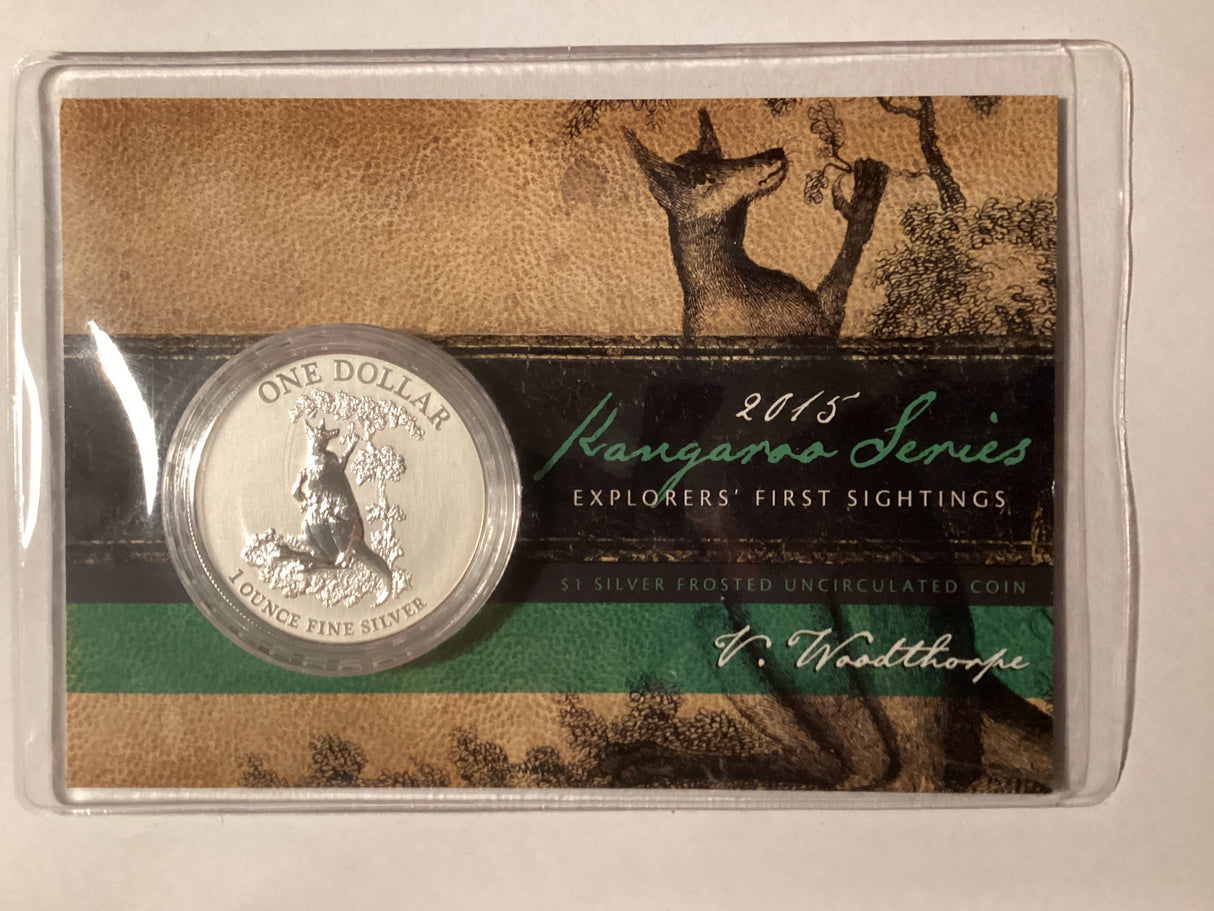 ONE DOLLAR
1 OUNCE FINE SILVER
2015
Kangaroo Series
EXPLORERS' FIRST SIGHTINGS
$1 SILVER FROSTED UNCIRCULATED COIN
V. Woodthorpe